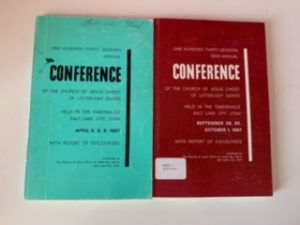 ONE HUNDRED THIRTY-SEVENTH
ANNUAL
CONFERENCE
OF THE CHURCH OF JESUS CHRIST
OF LATTER-DAY SAINTS
HELD IN THE TABERNACLE
SALT LAKE CITY, UTAH
APRIL 6, 8, 9, 1967
WITH REPORT OF DISCOURSES
ONE HUNDRED THIRTY-SEVENTH
SEMI-ANNUAL
CONFERENCE
OF THE CHURCH OF JESUS CHRIST
OF LATTER-DAY SAINTS
HELD IN THE TABERNACLE
SALT LAKE CITY, UTAH
SEPTEMBER 29, 30,
OCTOBER 1, 1967
WITH REPORT OF DISCOURSES